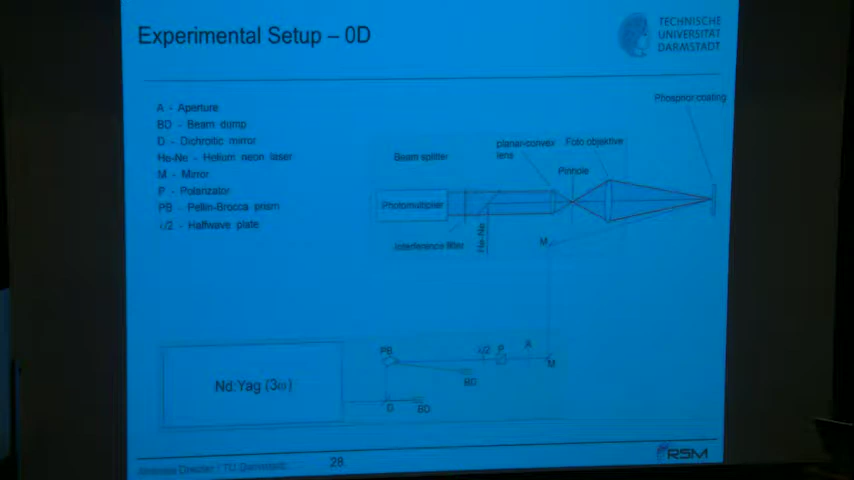 Experimental Setup – 0D
TECHNISCHE
UNIVERSITÄT
DARMSTADT
A - Aperture
BD - Beam dump
D - Dichroitic mirror
He-Ne - Helium neon laser
M - Mirror
P - Polarizator
PB - Pellin-Brocca prism
λ/2 - Halfwave plate
Phosphor coating
Beam splitter
planar-convex
lens
Foto objektive
Pinhole
Photomultiplier
Interference filter
He-Ne
M
Nd:Yag (3ω)
PB
λ/2
P
A
M
BD
D
BD
28
RSM